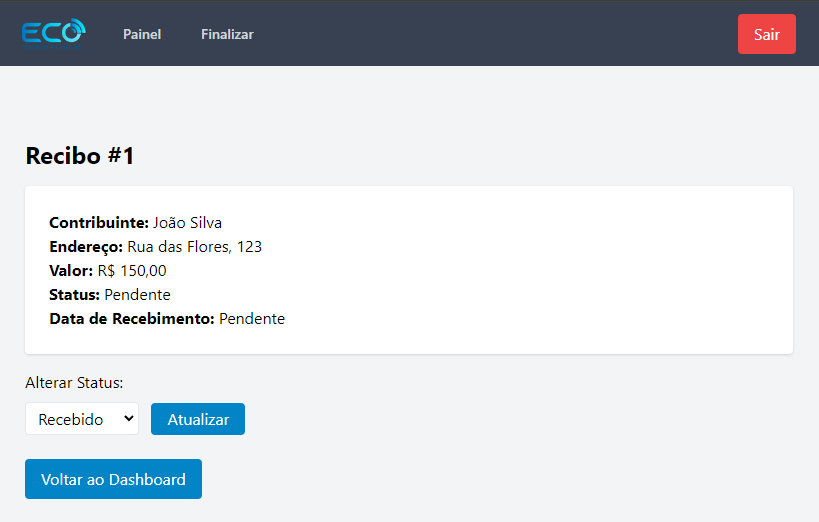 ECO
Painel
Finalizar
Sair
Recibo #1
Contribuinte: João Silva
Endereço: Rua das Flores, 123
Valor: R$ 150,00
Status: Pendente
Data de Recebimento: Pendente
Alterar Status:
Recebido
Atualizar
Voltar ao Dashboard